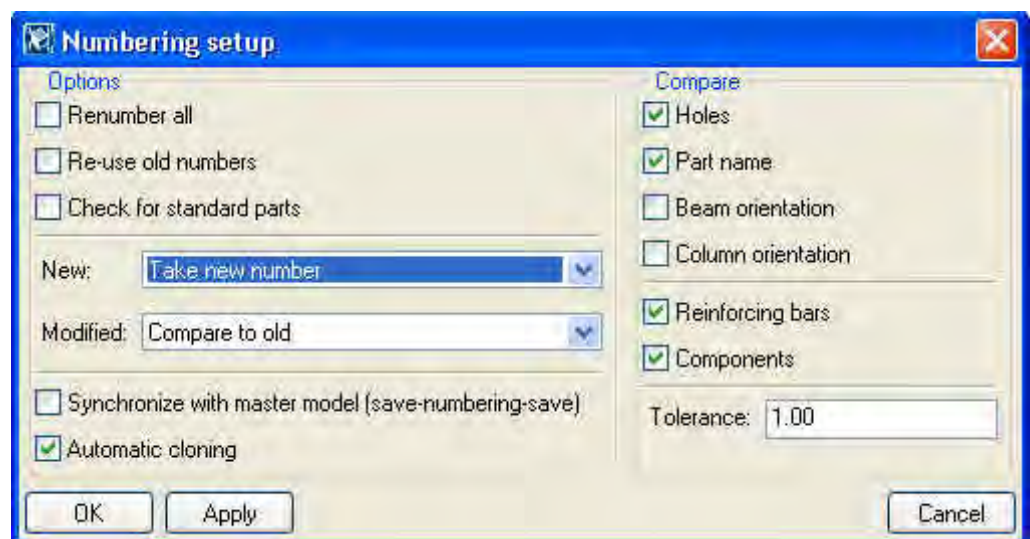 Numbering setup
Options
Renumber all
Re-use old numbers
Check for standard parts
New: Take new number
Modified: Compare to old
Synchronize with master model (save-numbering-save)
Automatic cloning
Compare
Holes
Part name
Beam orientation
Column orientation
Reinforcing bars
Components
Tolerance: 1.00
OK Apply Cancel